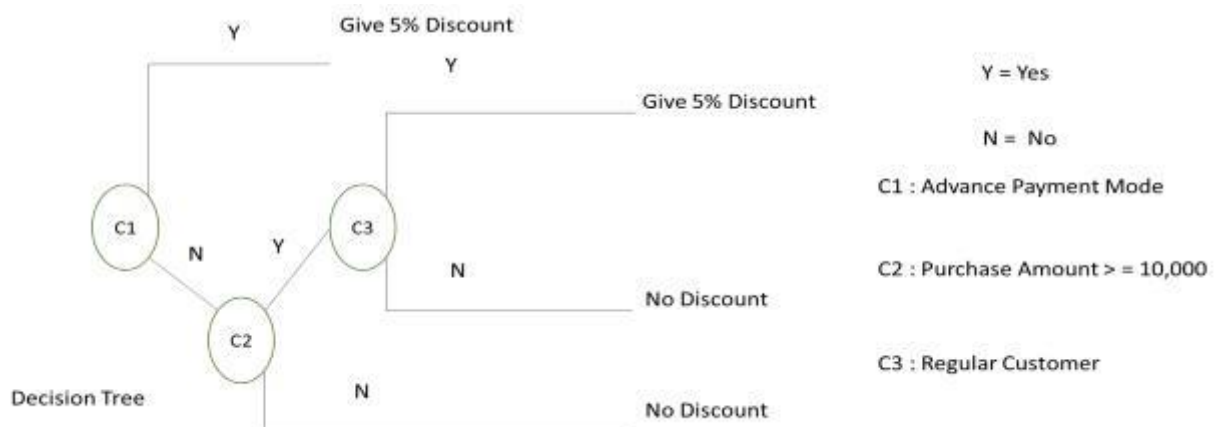 Y
Give 5% Discount
Y
Y = Yes
Give 5% Discount
N = No
C1 : Advance Payment Mode
C1
N
Y
C3
N
C2 : Purchase Amount > = 10,000
No Discount
C2
C3 : Regular Customer
Decision Tree
N
No Discount